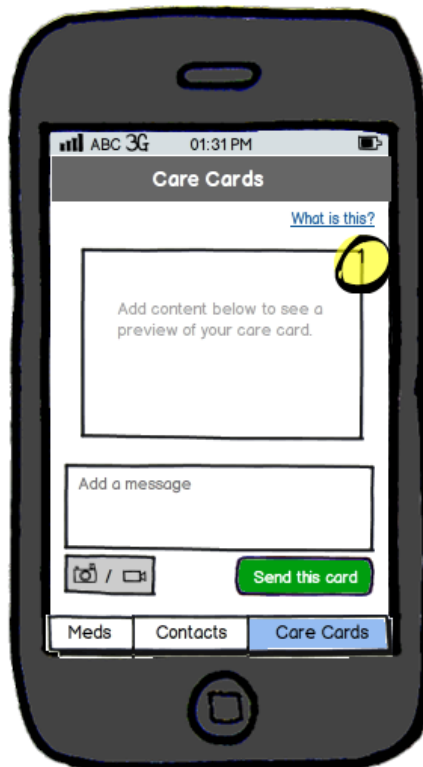 ABC 3G 01:31 PM
Care Cards
What is this?
1
Add content below to see a
preview of your care card.
Add a message
/
Send this card
Meds Contacts Care Cards